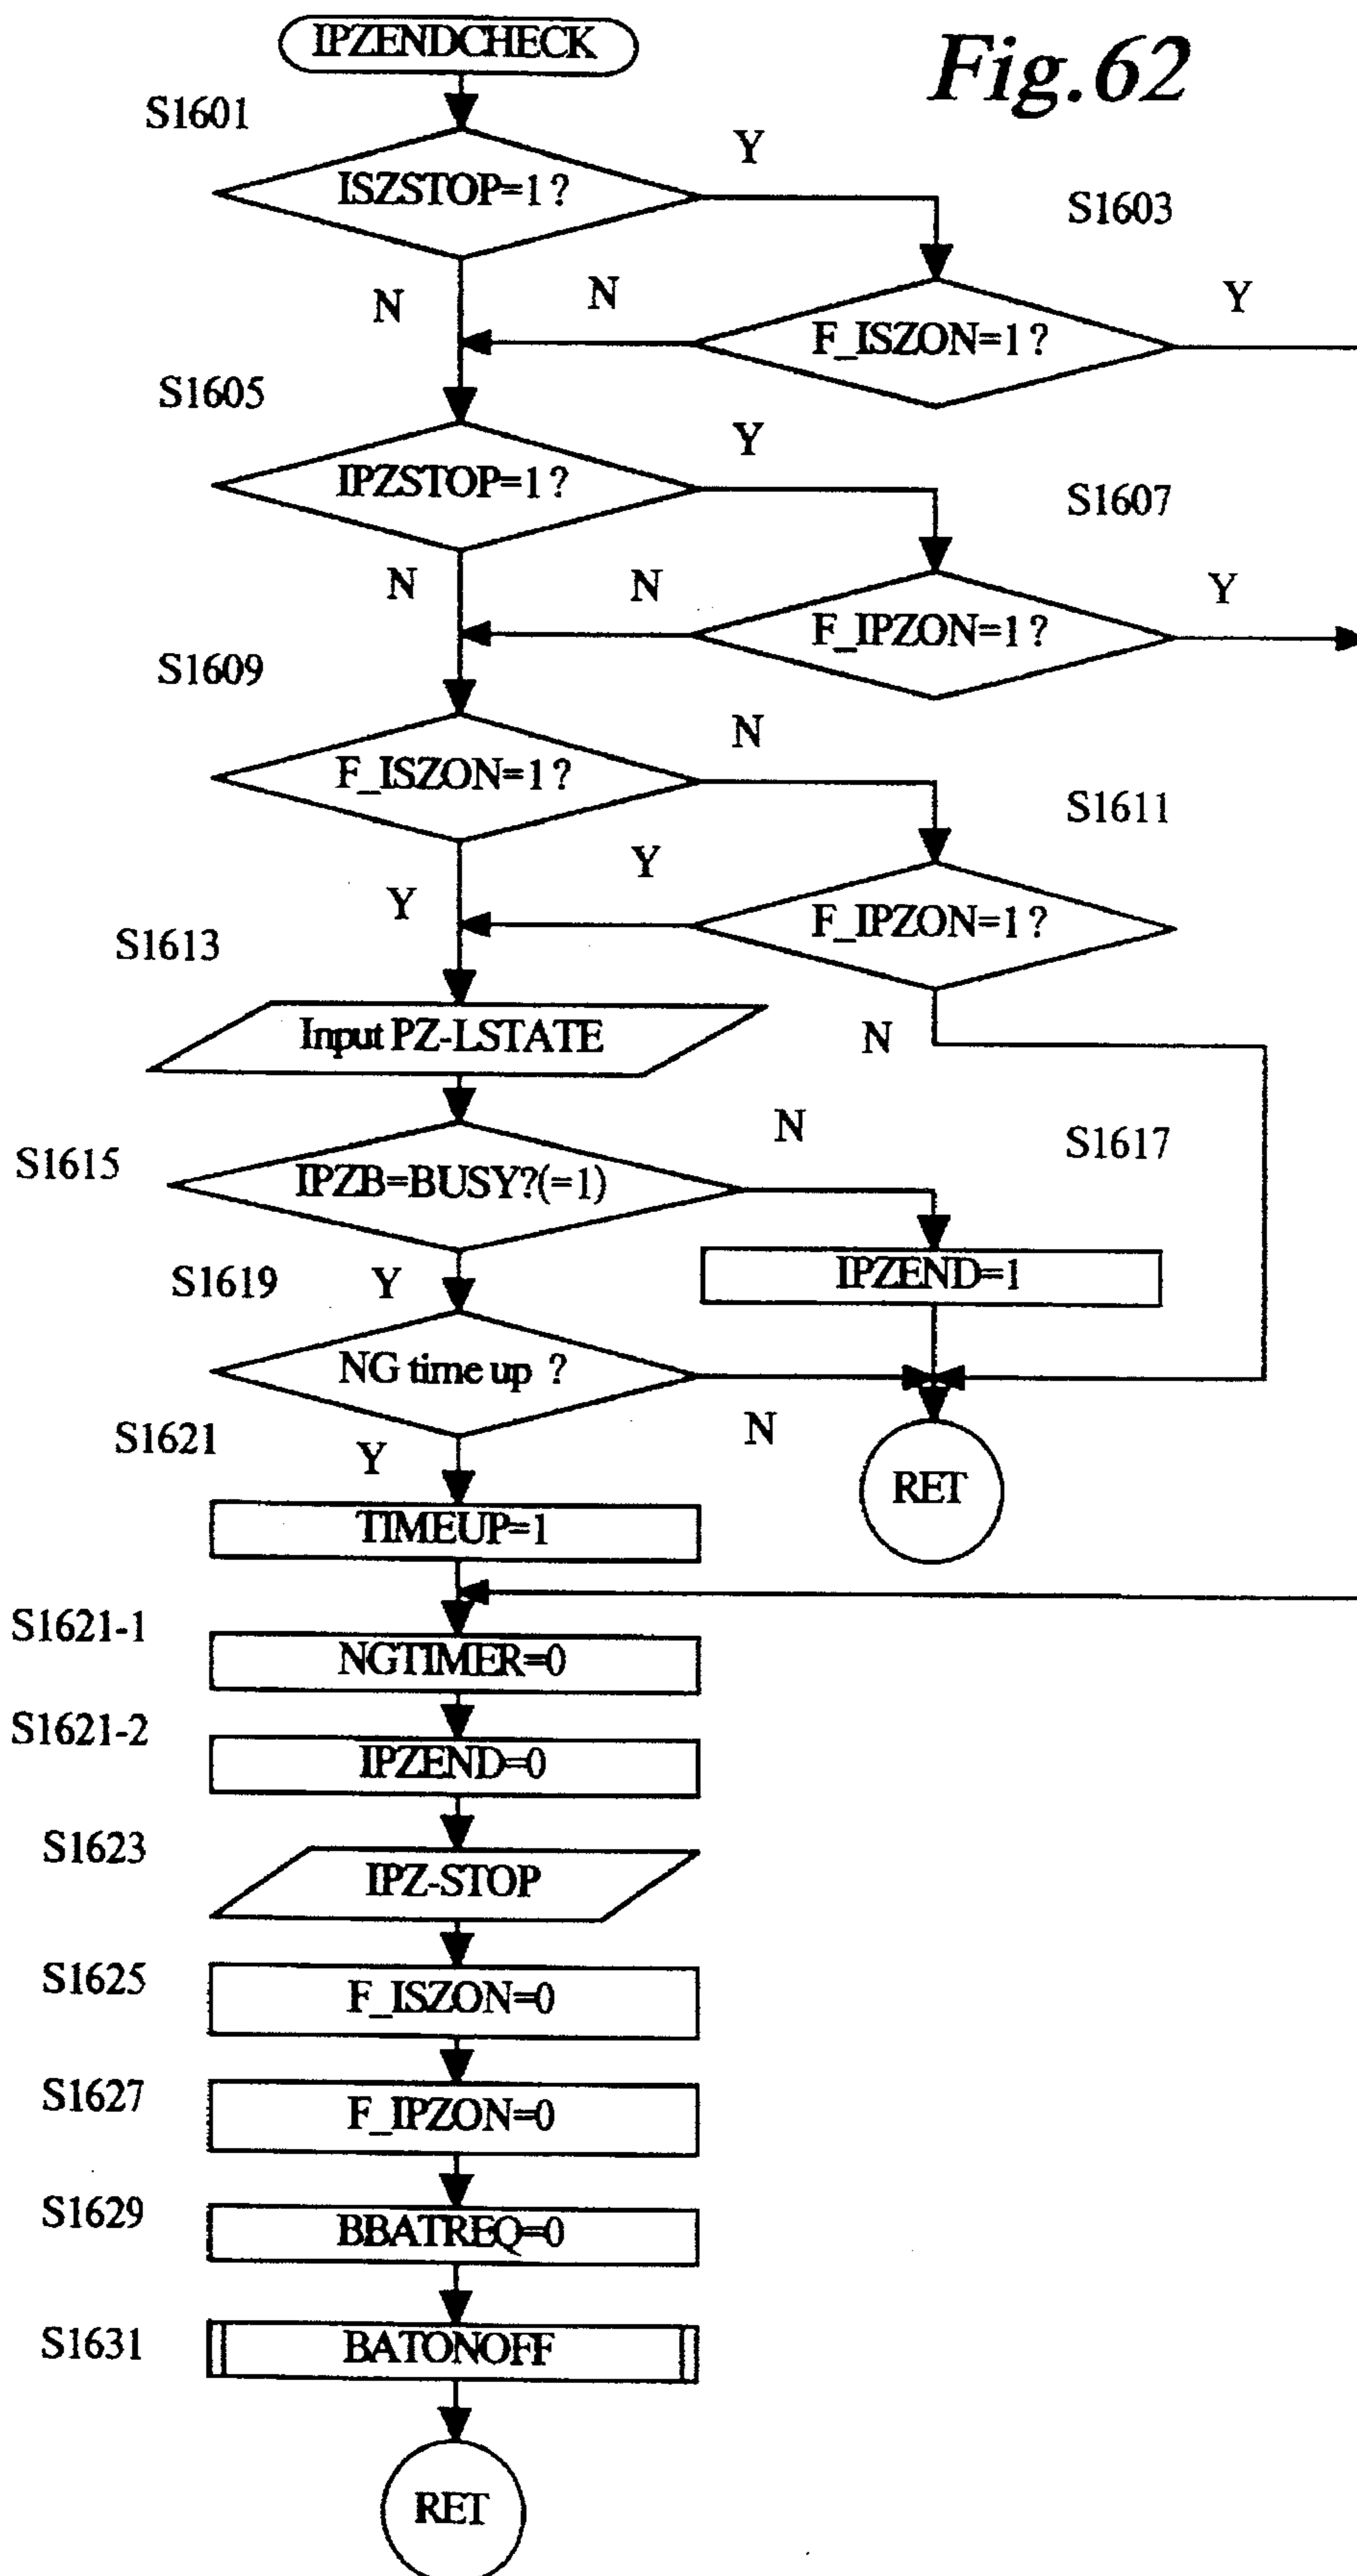 IPZENDCHECK
Fig.62
S1601
ISZSTOP=1?
Y
S1603
N
N
F_ISZON=1?
Y
S1605
IPZSTOP=1?
Y
S1607
N
N
F_IPZON=1?
Y
S1609
F_ISZON=1?
N
S1611
Y
Y
F_IPZON=1?
S1613
N
Input PZ-LSTATE
S1615
IPZB=BUSY?(=1)
N
S1617
S1619
Y
IPZEND=1
NG time up ?
S1621
Y
N
RET
TIMEUP=1
S1621-1
NGTIMER=0
S1621-2
IPZEND=0
S1623
IPZ-STOP
S1625
F_ISZON=0
S1627
F_IPZON=0
S1629
BBATREQ=0
S1631
BATONOFF
RET